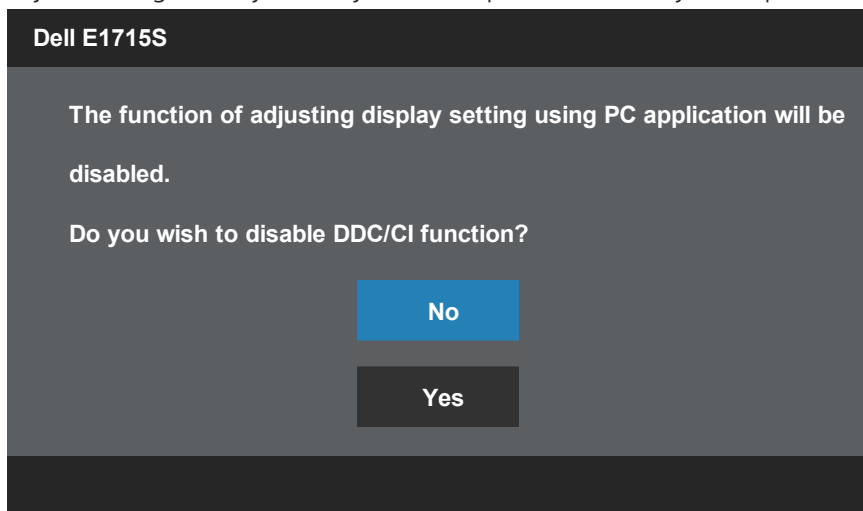 Dell E1715S
The function of adjusting display setting using PC application will be
disabled.
Do you wish to disable DDC/CI function?
No
Yes